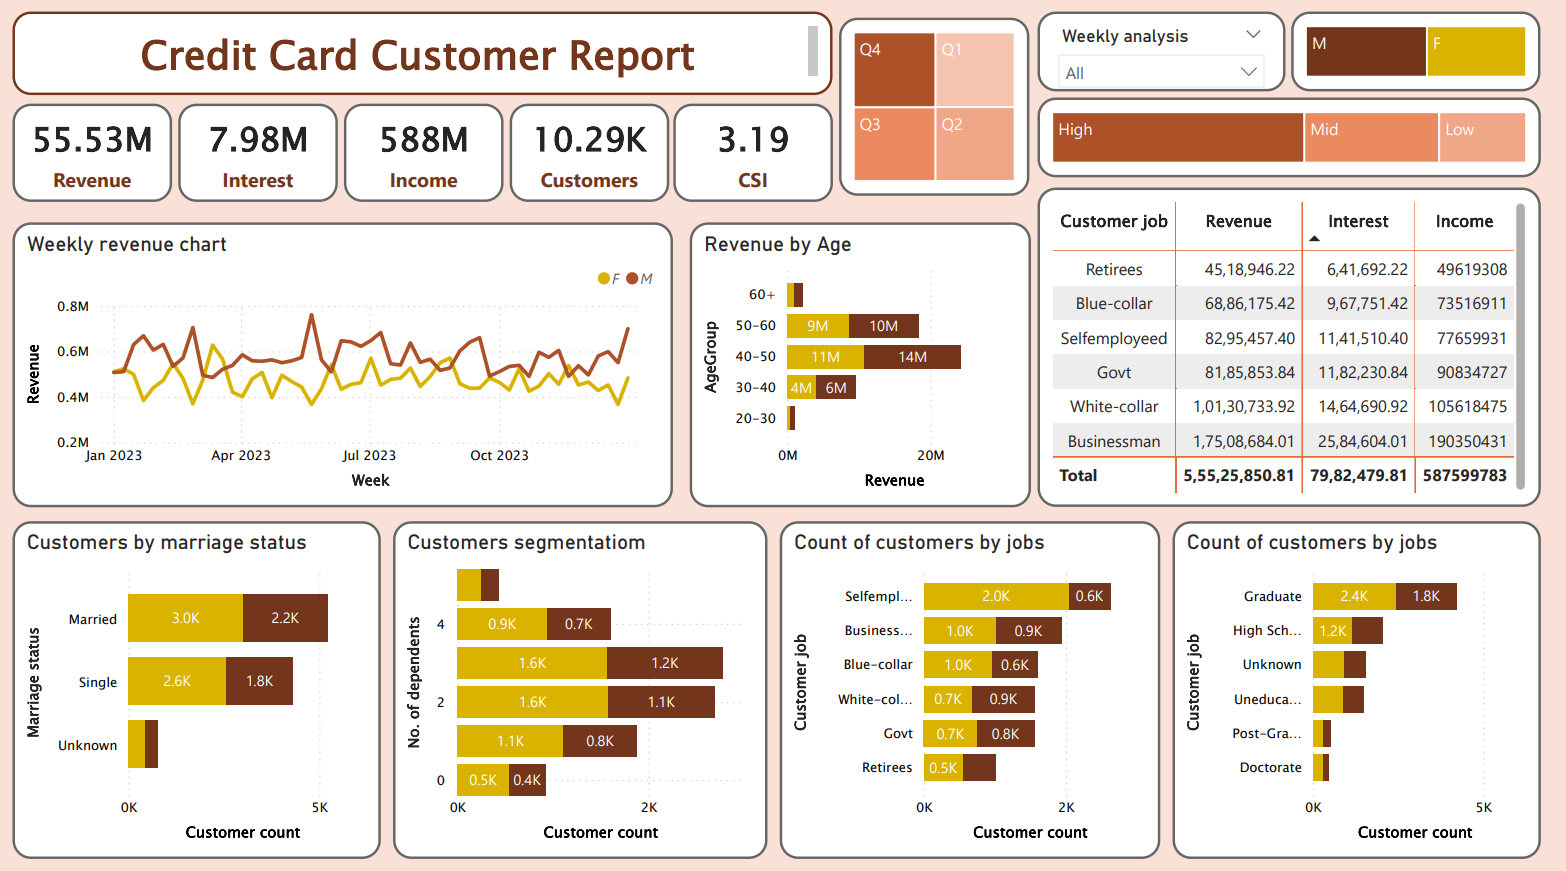 Credit Card Customer Report
55.53M
Revenue
7.98M
Interest
588M
Income
10.29K
Customers
3.19
CSI
Q4 Q1
Q3 Q2
Weekly analysis
All
M F
High Mid Low
Customer job Revenue Interest Income
Retirees 45,18,946.22 6,41,692.22 49619308
Blue-collar 68,86,175.42 9,67,751.42 73516911
Selfemployeed 82,95,457.40 11,41,510.40 77659931
Govt 81,85,853.84 11,82,230.84 90834727
White-collar 1,01,30,733.92 14,64,690.92 105618475
Businessman 1,75,08,684.01 25,84,604.01 190350431
Total 5,55,25,850.81 79,82,479.81 587599783
Weekly revenue chart
F M
Revenue
0.8M
0.6M
0.4M
0.2M
Jan 2023 Apr 2023 Jul 2023 Oct 2023
Week
Revenue by Age
AgeGroup
60+
50-60 9M 10M
40-50 11M 14M
30-40 4M 6M
20-30
0M 20M
Revenue
Customers by marriage status
Marriage status
Married 3.0K 2.2K
Single 2.6K 1.8K
Unknown
0K 5K
Customer count
Customers segmentatiom
No. of dependents
4 0.9K 0.7K
1.6K 1.2K
2 1.6K 1.1K
1.1K 0.8K
0 0.5K 0.4K
0K 2K
Customer count
Count of customers by jobs
Customer job
Selfempl... 2.0K 0.6K
Business... 1.0K 0.9K
Blue-collar 1.0K 0.6K
White-col... 0.7K 0.9K
Govt 0.7K 0.8K
Retirees 0.5K
0K 2K
Customer count
Count of customers by jobs
Customer job
Graduate 2.4K 1.8K
High Sch... 1.2K
Unknown
Uneduca...
Post-Gra...
Doctorate
0K 5K
Customer count